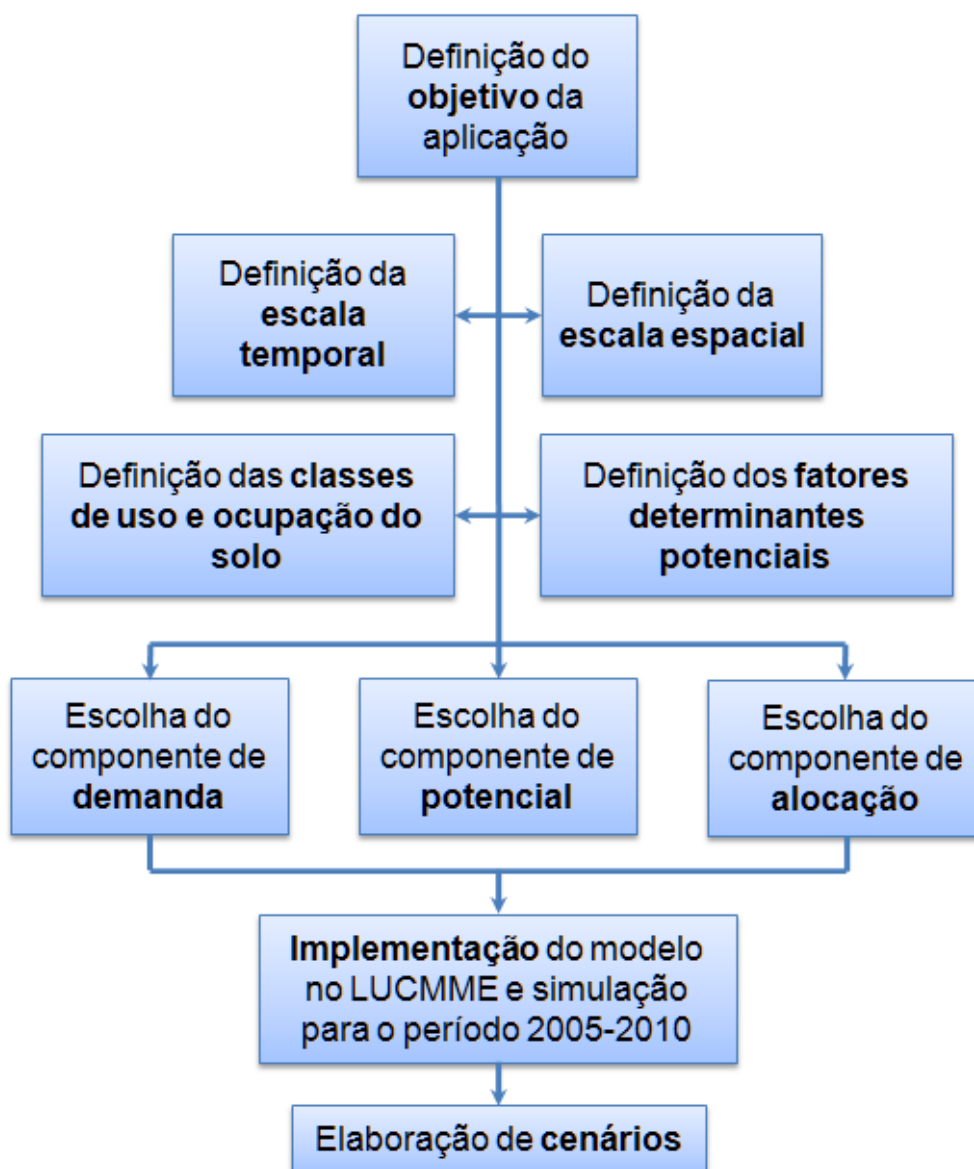 Definição do
objetivo da
aplicação
Definição da
escala
temporal
Definição da
escala espacial
Definição das classes
de uso e ocupação do
solo
Definição dos fatores
determinantes
potenciais
Escolha do
componente de
demanda
Escolha do
componente de
potencial
Escolha do
componente de
alocação
Implementação do modelo
no LUCMME e simulação
para o período 2005-2010
Elaboração de cenários